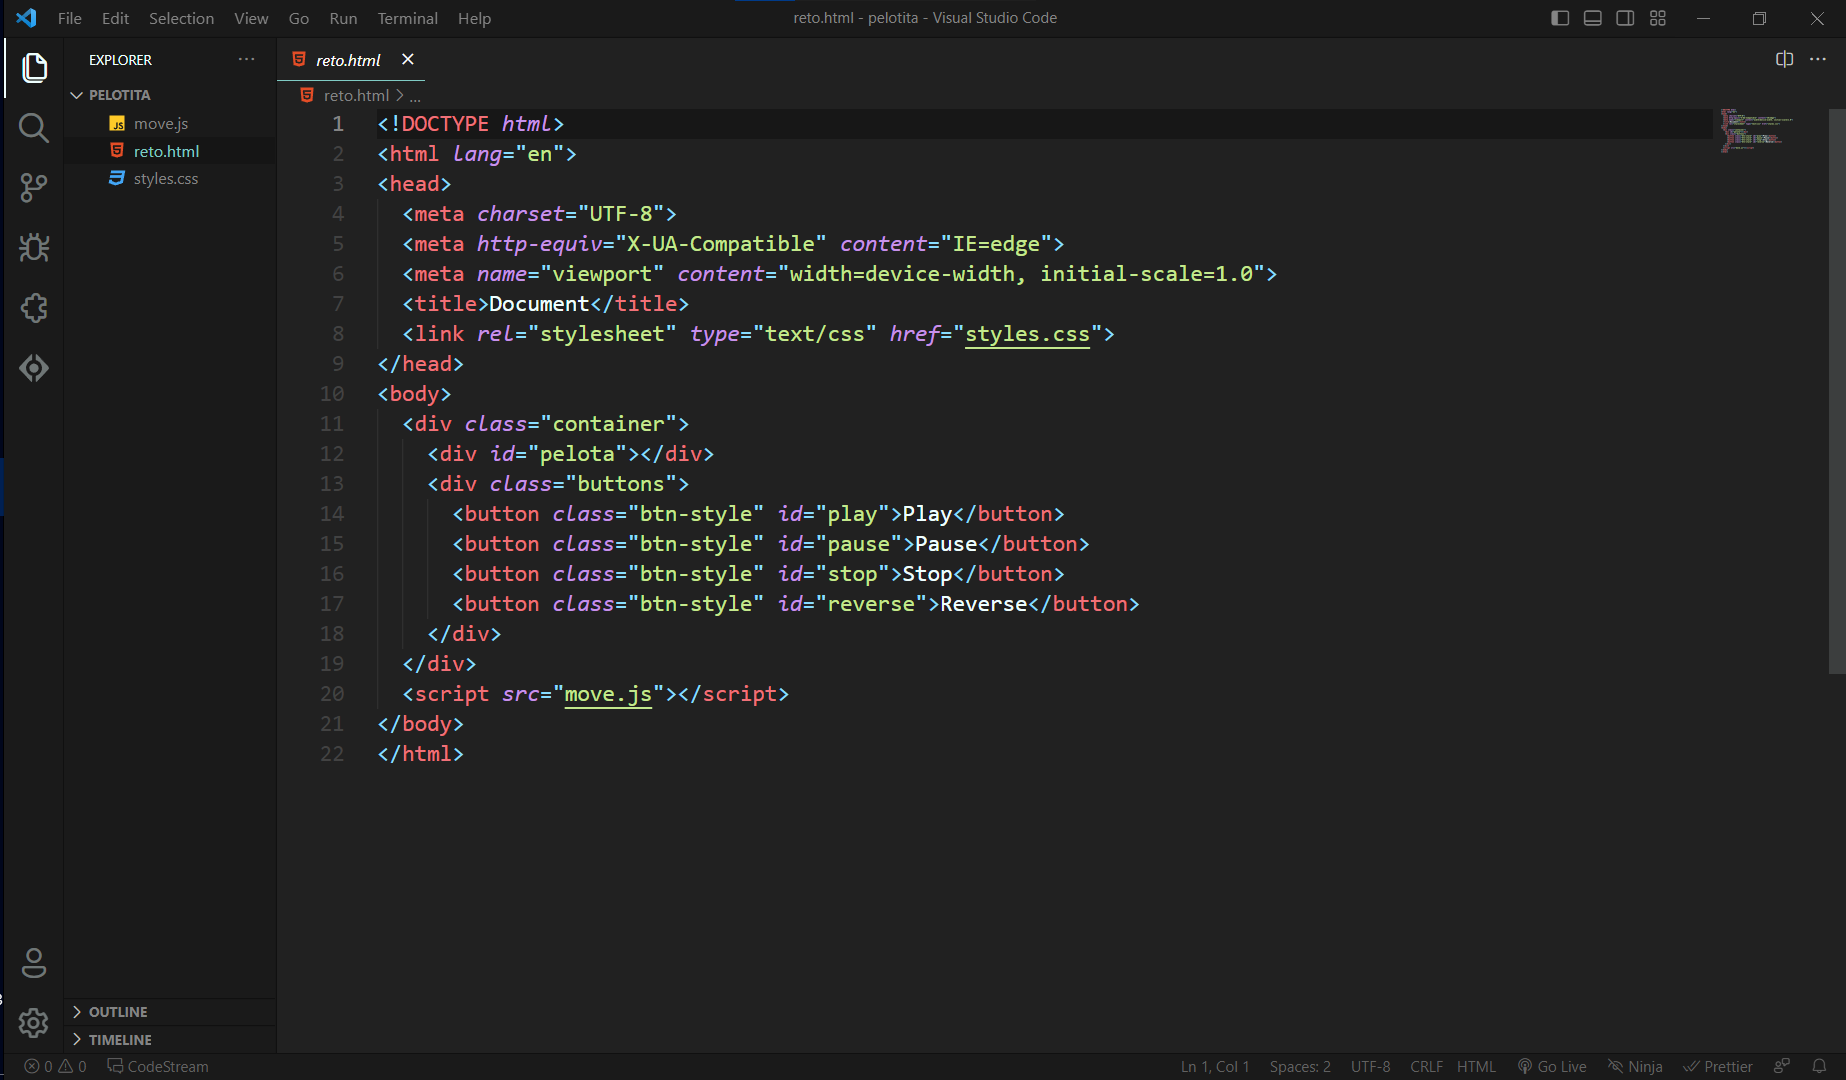 File Edit Selection View Go Run Terminal Help
reto.html - pelotita - Visual Studio Code
EXPLORER
PELOTITA
move.js
reto.html
styles.css
OUTLINE
TIMELINE
reto.html
reto.html > ...
1 <!DOCTYPE html>
2 <html lang="en">
3 <head>
4 <meta charset="UTF-8">
5 <meta http-equiv="X-UA-Compatible" content="IE=edge">
6 <meta name="viewport" content="width=device-width, initial-scale=1.0">
7 <title>Document</title>
8 <link rel="stylesheet" type="text/css" href="styles.css">
9 </head>
10 <body>
11 <div class="container">
12 <div id="pelota"></div>
13 <div class="buttons">
14 <button class="btn-style" id="play">Play</button>
15 <button class="btn-style" id="pause">Pause</button>
16 <button class="btn-style" id="stop">Stop</button>
17 <button class="btn-style" id="reverse">Reverse</button>
18 </div>
19 </div>
20 <script src="move.js"></script>
21 </body>
22 </html>
0 0 CodeStream
Ln 1, Col 1 Spaces: 2 UTF-8 CRLF HTML Go Live Ninja Prettier